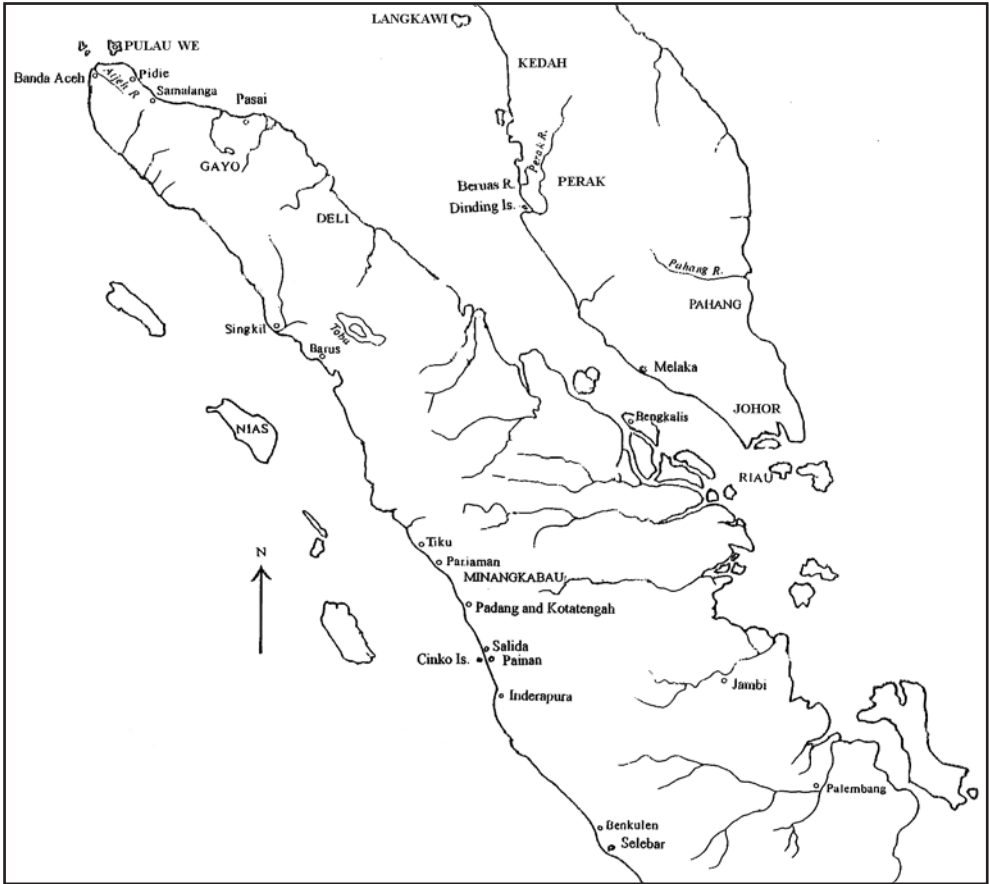 LANGKAWI
PULAU WE
KEDAH
Banda Aceh
Atjeh R.
Pidie
Samalanga
Pasai
Perak R.
GAYO
Beruas R.
PERAK
Dinding Is.
DELI
Pahang R.
PAHANG
Singkil
Toba
Barus
Melaka
NIAS
JOHOR
Bengkalis
RIAU
Tiku
N
Pariaman
MINANGKABAU
Padang and Kotatengah
Salida
Cinko Is.
Painan
Jambi
Inderapura
Palembang
Benkulen
Selebar